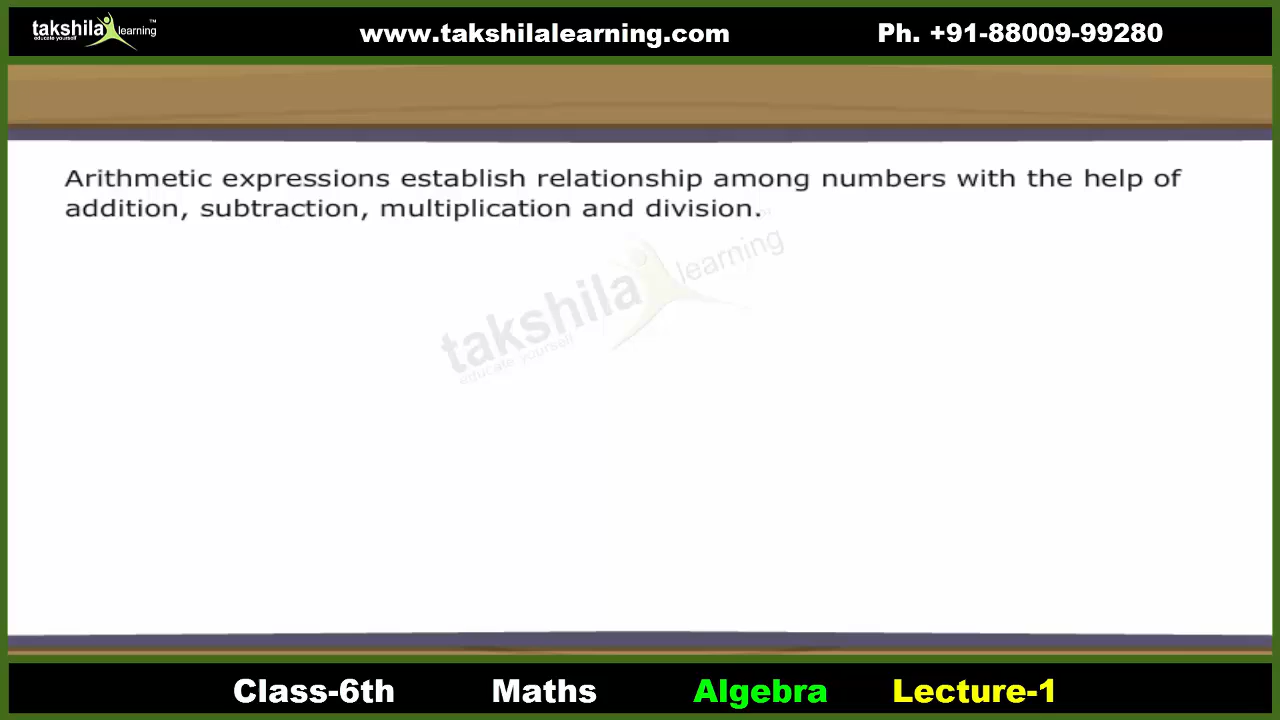 takshila learning™
educate yourself
www.takshilalearning.com
Ph. +91-88009-99280
Arithmetic expressions establish relationship among numbers with the help of
addition, subtraction, multiplication and division.
takshila learning
educate yourself
Class-6th Maths Algebra Lecture-1